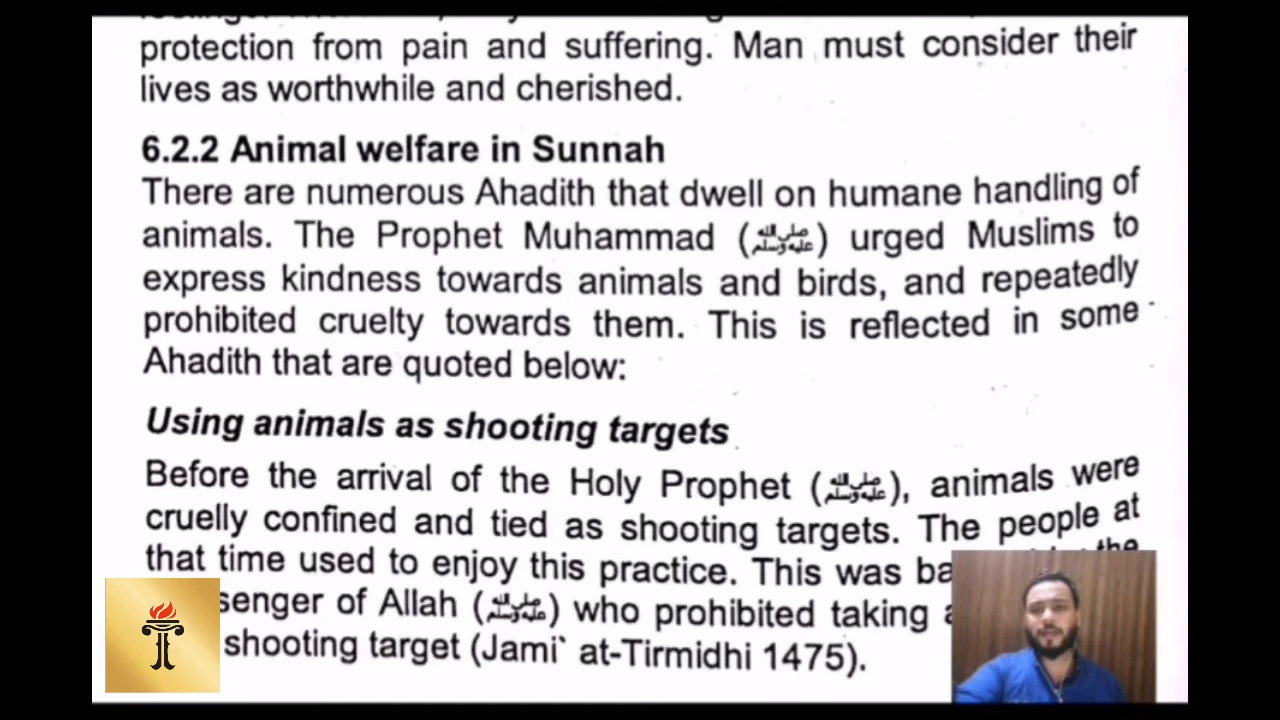 protection from pain and suffering. Man must consider their
lives as worthwhile and cherished.
6.2.2 Animal welfare in Sunnah
There are numerous Ahadith that dwell on humane handling of
animals. The Prophet Muhammad (صلى الله عليه وسلم) urged Muslims to
express kindness towards animals and birds, and repeatedly
prohibited cruelty towards them. This is reflected in some
Ahadith that are quoted below:
Using animals as shooting targets
Before the arrival of the Holy Prophet (صلى الله عليه وسلم), animals were
cruelly confined and tied as shooting targets. The people at
that time used to enjoy this practice. This was the
of Allah (صلى الله عليه وسلم) who prohibited taking
shooting target (Jami` at-Tirmidhi 1475).